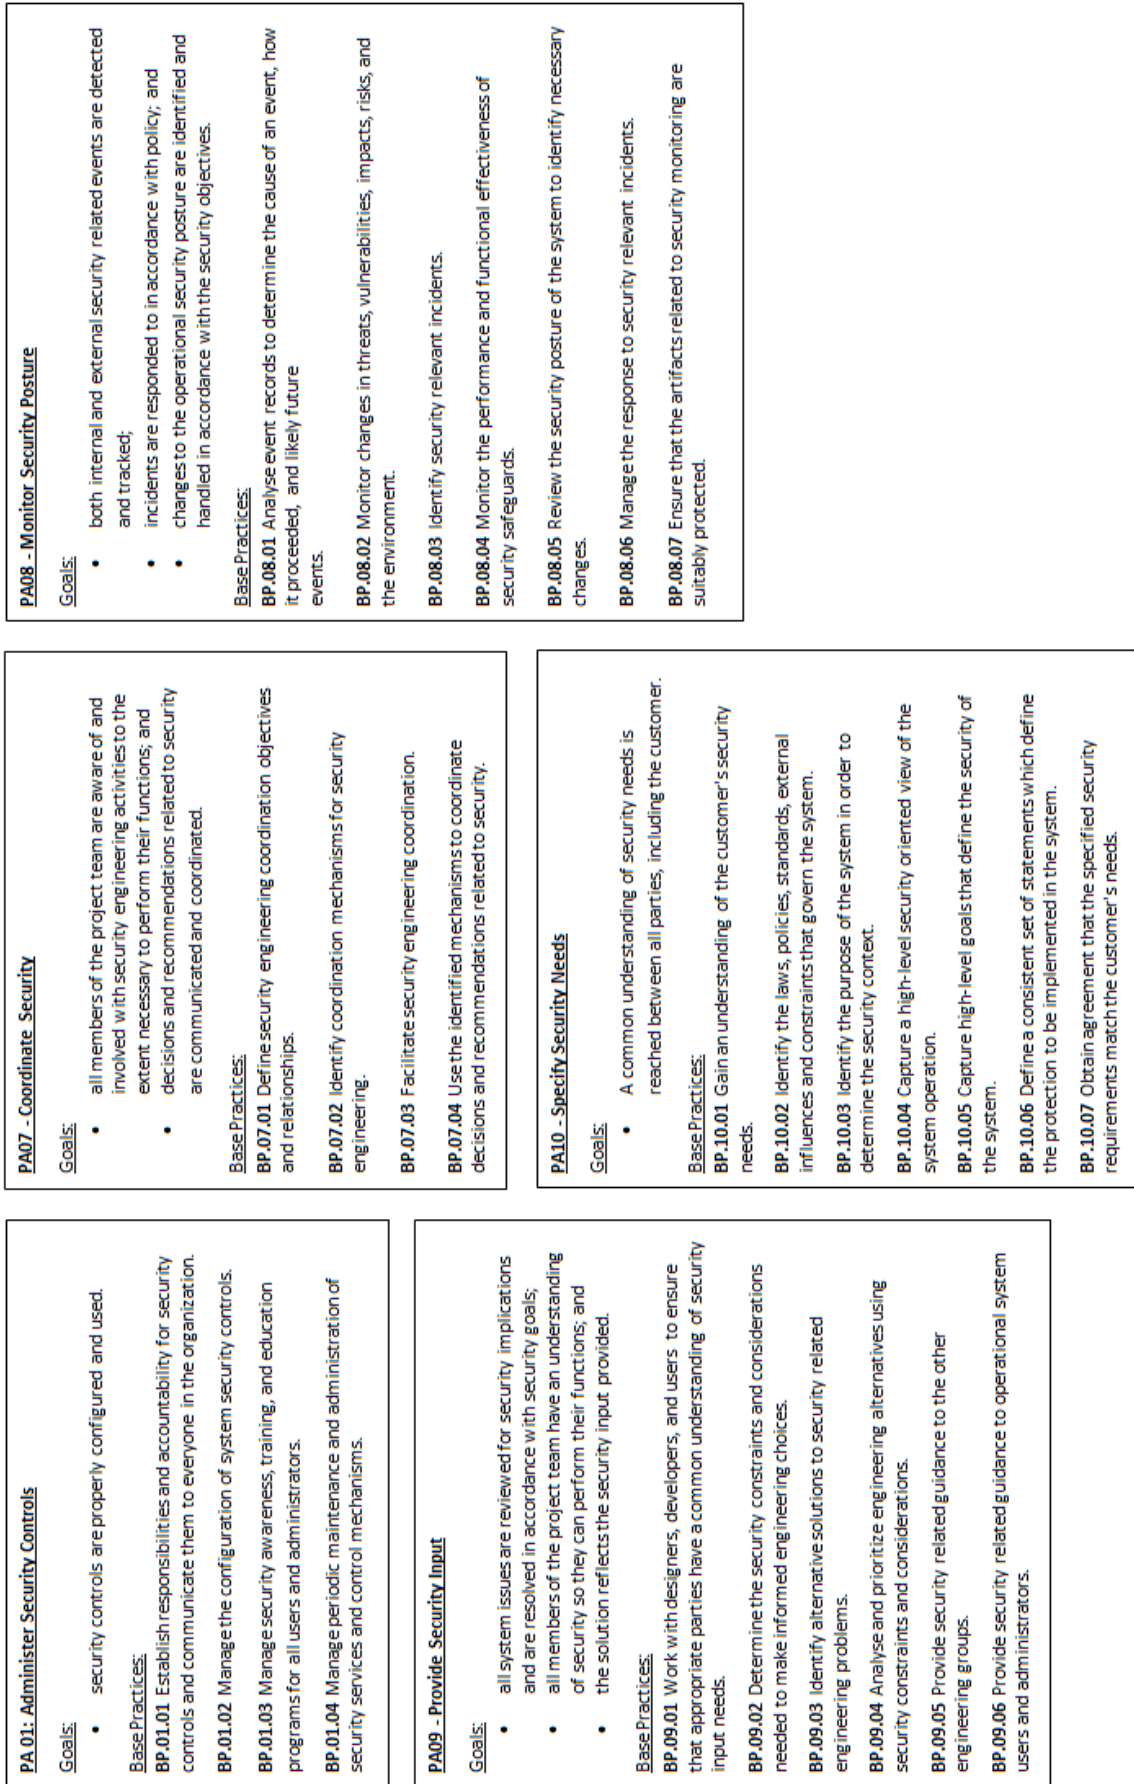 PA 01: Administer Security Controls
Goals:
• security controls are properly configured and used.
Base Practices:
BP.01.01 Establish responsibilities and accountability for security
controls and communicate them to everyone in the organization.
BP.01.02 Manage the configuration of system security controls.
BP.01.03 Manage security awareness, training, and education
programs for all users and administrators.
BP.01.04 Manage periodic maintenance and administration of
security services and control mechanisms.
PA07 - Coordinate Security
Goals:
• all members of the project team are aware of and
involved with security engineering activities to the
extent necessary to perform their functions; and
• decisions and recommendations related to security
are communicated and coordinated.
Base Practices:
BP.07.01 Define security engineering coordination objectives
and relationships.
BP.07.02 Identify coordination mechanisms for security
engineering.
BP.07.03 Facilitate security engineering coordination.
BP.07.04 Use the identified mechanisms to coordinate
decisions and recommendations related to security.
PA08 - Monitor Security Posture
Goals:
• both internal and external security related events are detected
and tracked;
• incidents are responded to in accordance with policy; and
• changes to the operational security posture are identified and
handled in accordance with the security objectives.
Base Practices:
BP.08.01 Analyse event records to determine the cause of an event, how
it proceeded, and likely future
events.
BP.08.02 Monitor changes in threats, vulnerabilities, impacts, risks, and
the environment.
BP.08.03 Identify security relevant incidents.
BP.08.04 Monitor the performance and functional effectiveness of
security safeguards.
BP.08.05 Review the security posture of the system to identify necessary
changes.
BP.08.06 Manage the response to security relevant incidents.
BP.08.07 Ensure that the artifacts related to security monitoring are
suitably protected.
PA09 - Provide Security Input
Goals:
• all system issues are reviewed for security implications
and are resolved in accordance with security goals;
• all members of the project team have an understanding
of security so they can perform their functions; and
• the solution reflects the security input provided.
Base Practices:
BP.09.01 Work with designers, developers, and users to ensure
that appropriate parties have a common understanding of security
input needs.
BP.09.02 Determine the security constraints and considerations
needed to make informed engineering choices.
BP.09.03 Identify alternative solutions to security related
engineering problems.
BP.09.04 Analyse and prioritize engineering alternatives using
security constraints and considerations.
BP.09.05 Provide security related guidance to the other
engineering groups.
BP.09.06 Provide security related guidance to operational system
users and administrators.
PA10 - Specify Security Needs
Goals:
• A common understanding of security needs is
reached between all parties, including the customer.
Base Practices:
BP.10.01 Gain an understanding of the customer's security
needs.
BP.10.02 Identify the laws, policies, standards, external
influences and constraints that govern the system.
BP.10.03 Identify the purpose of the system in order to
determine the security context.
BP.10.04 Capture a high-level security oriented view of the
system operation.
BP.10.05 Capture high-level goals that define the security of
the system.
BP.10.06 Define a consistent set of statements which define
the protection to be implemented in the system.
BP.10.07 Obtain agreement that the specified security
requirements match the customer's needs.